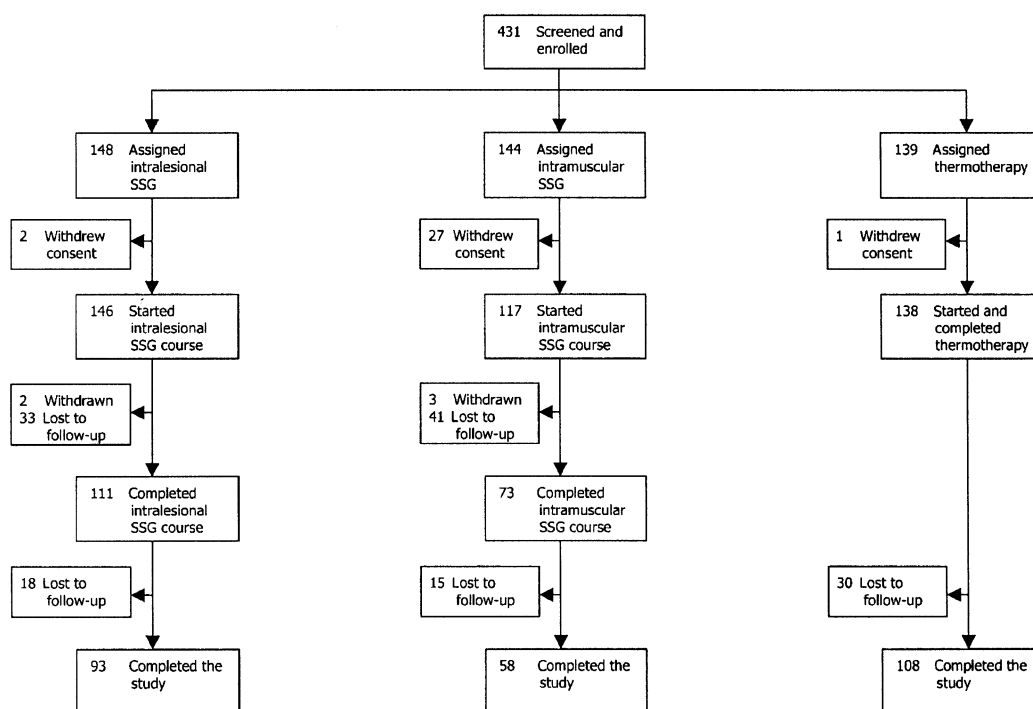 431 Screened and
enrolled
148 Assigned
intralesional
SSG
144 Assigned
intramuscular
SSG
139 Assigned
thermotherapy
2 Withdrew
consent
27 Withdrew
consent
1 Withdrew
consent
146 Started
intralesional
SSG course
117 Started
intramuscular
SSG course
138 Started and
completed
thermotherapy
2 Withdrawn
33 Lost to
follow-up
3 Withdrawn
41 Lost to
follow-up
111 Completed
intralesional
SSG course
73 Completed
intramuscular
SSG course
18 Lost to
follow-up
15 Lost to
follow-up
30 Lost to
follow-up
93 Completed the
study
58 Completed the
study
108 Completed the
study